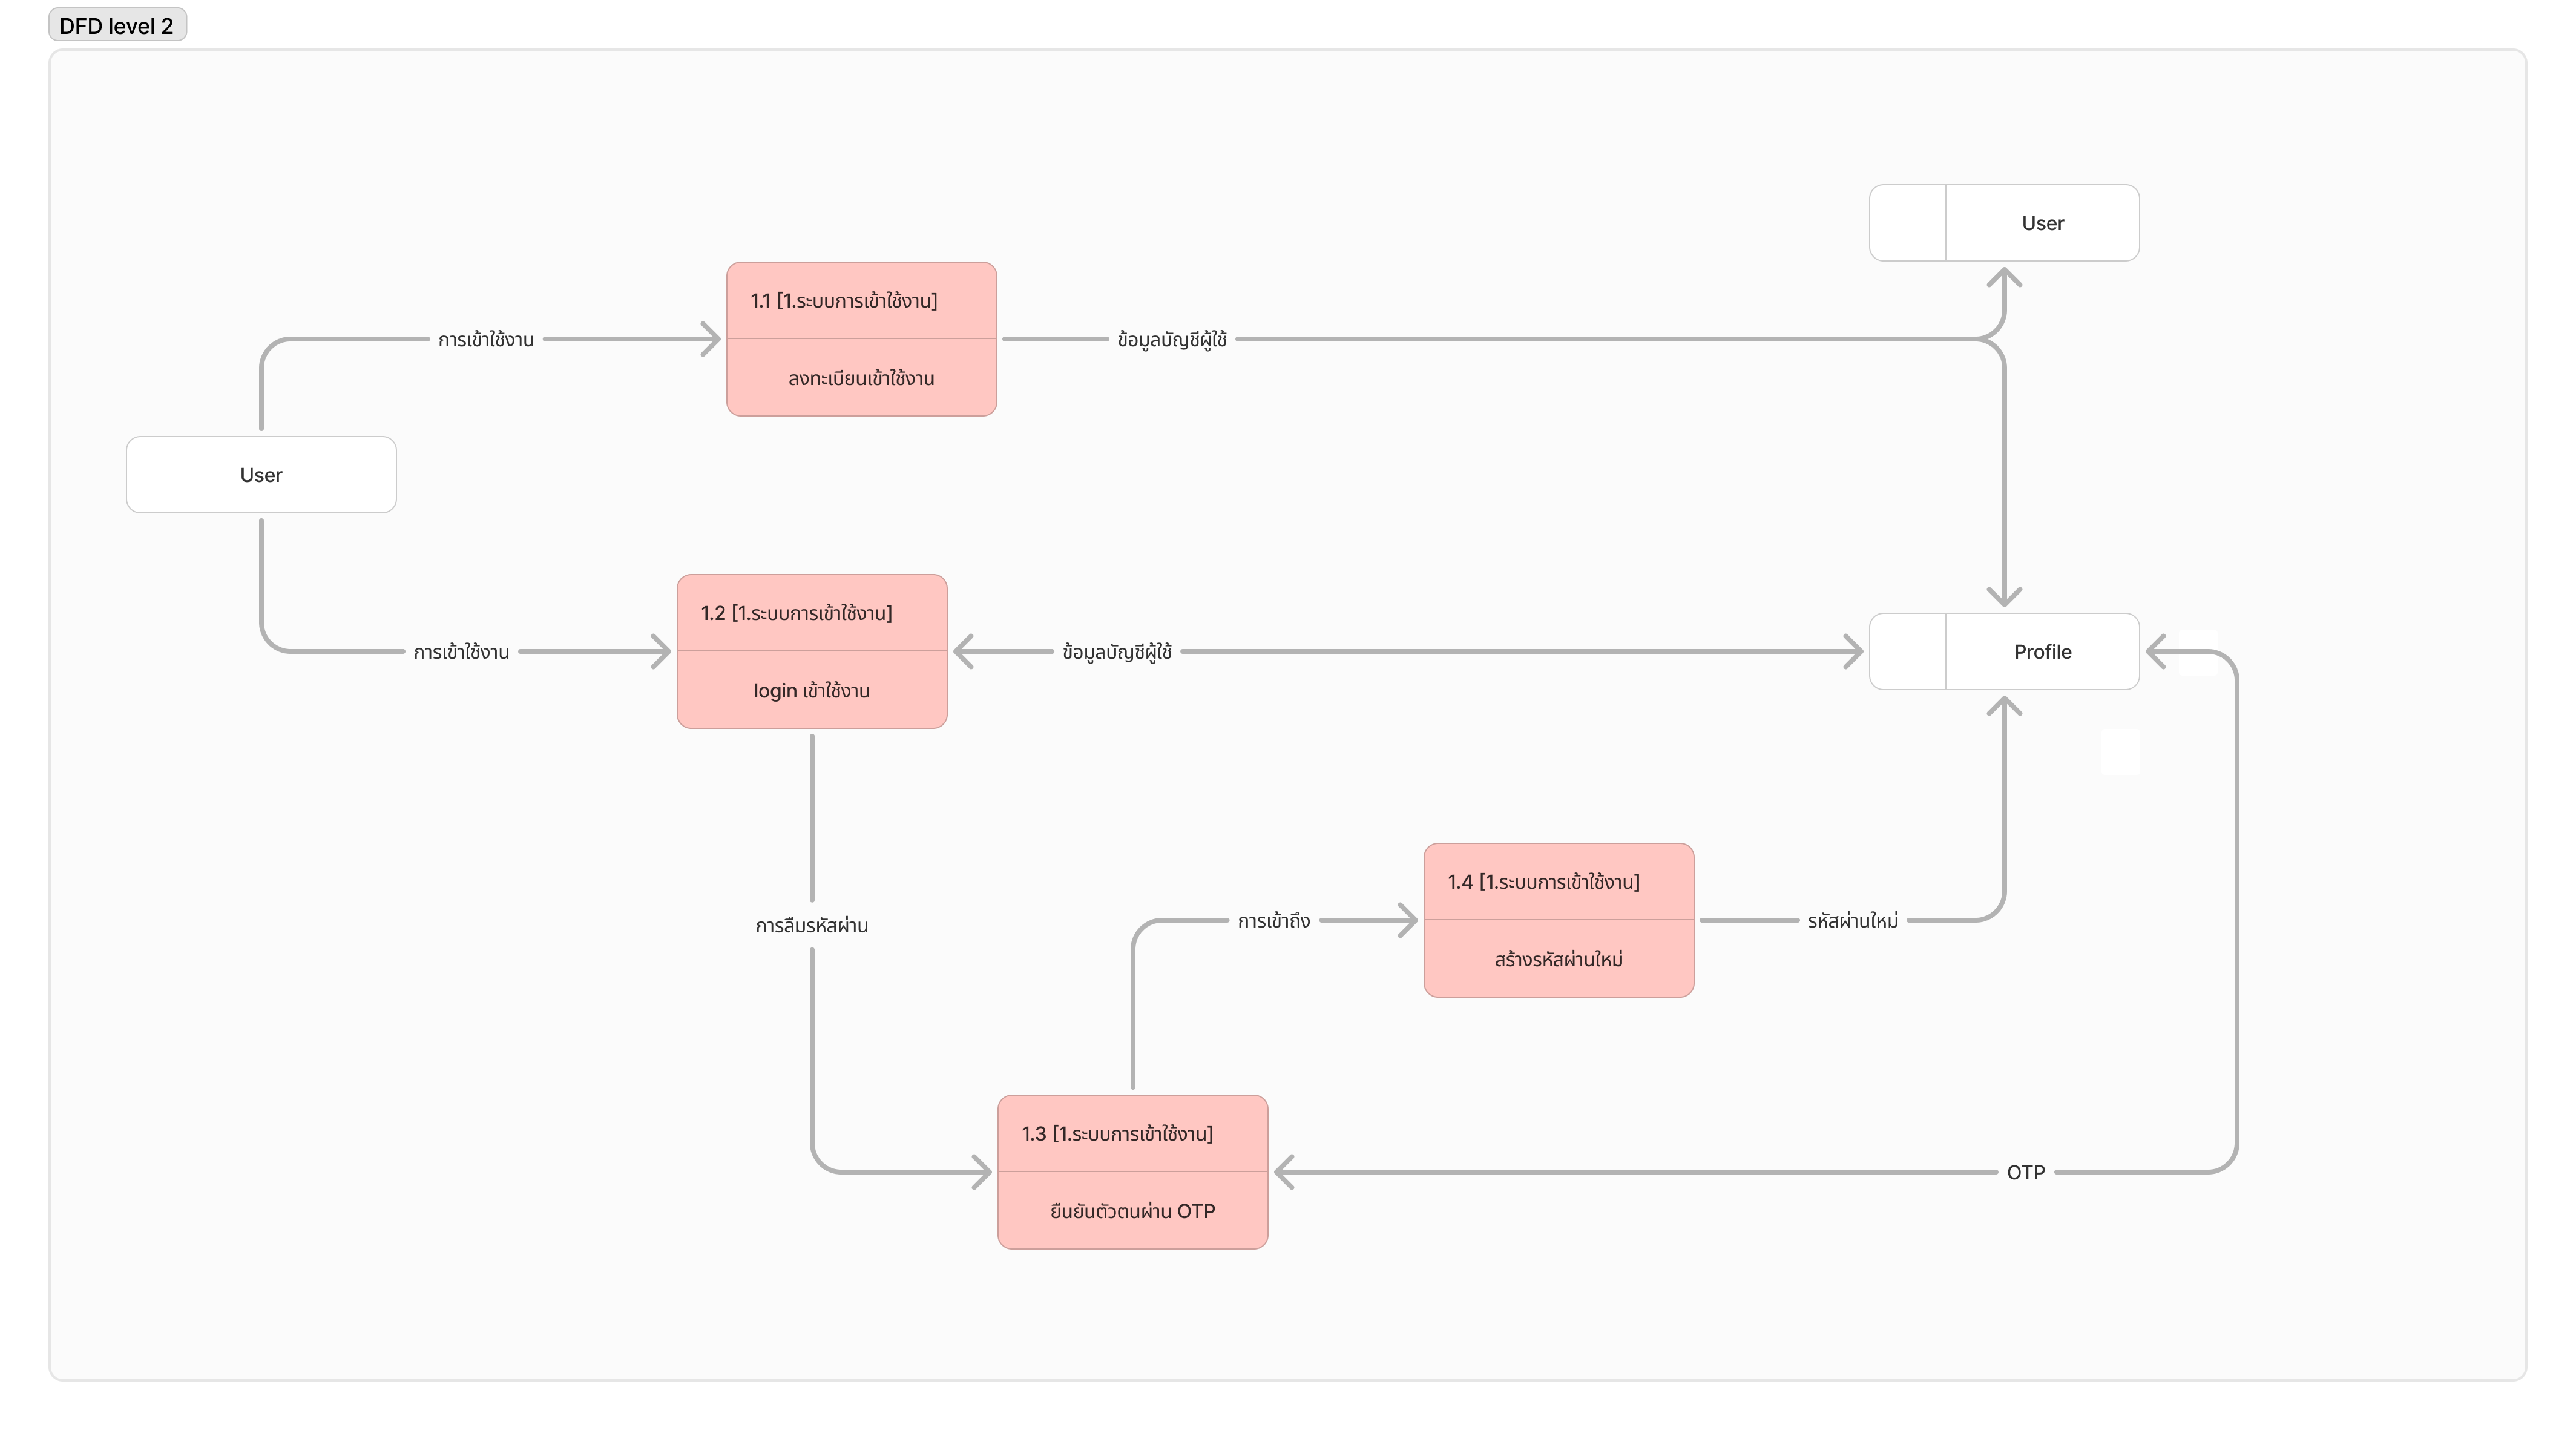 DFD level 2
User
1.1 [1.ระบบการเข้าใช้งาน]
การเข้าใช้งาน
ข้อมูลบัญชีผู้ใช้
ลงทะเบียนเข้าใช้งาน
User
1.2 [1.ระบบการเข้าใช้งาน]
การเข้าใช้งาน
ข้อมูลบัญชีผู้ใช้
Profile
login เข้าใช้งาน
1.4 [1.ระบบการเข้าใช้งาน]
การลืมรหัสผ่าน
การเข้าถึง
รหัสผ่านใหม่
สร้างรหัสผ่านใหม่
1.3 [1.ระบบการเข้าใช้งาน]
OTP
ยืนยันตัวตนผ่าน OTP